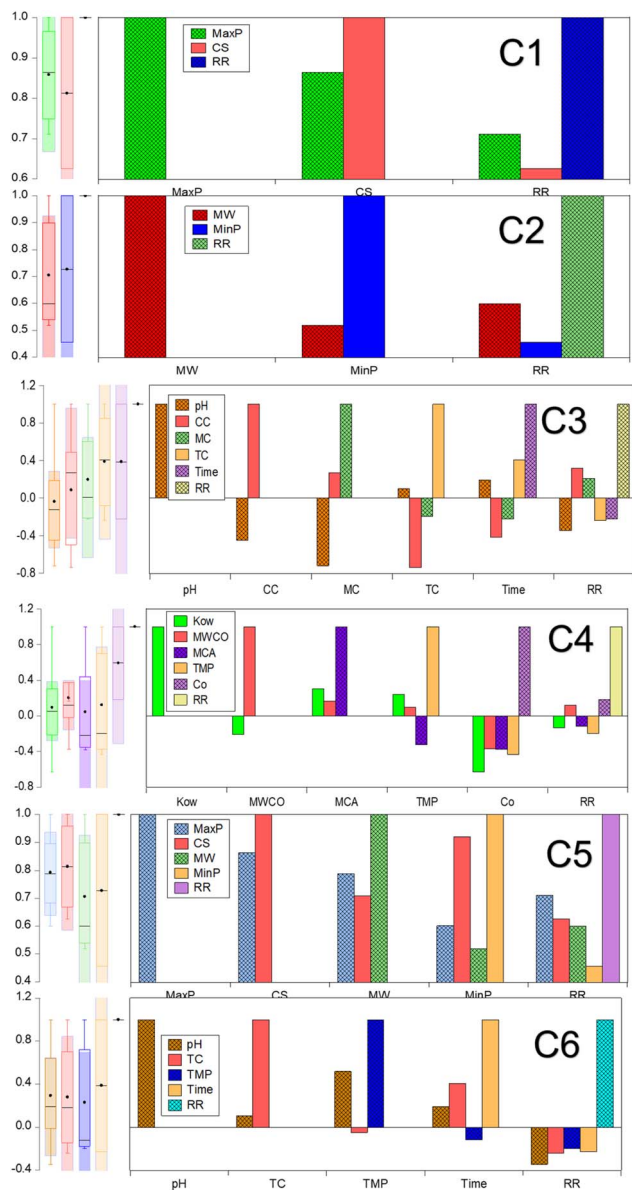 1.0
0.9
0.8
0.7
0.6
MaxP
CS
RR
C1
MaxP CS RR
1.0
0.9
0.8
0.7
0.6
0.5
0.4
MW
MinP
RR
C2
MW MinP RR
1.2
0.8
0.4
0.0
-0.4
-0.8
pH
CC
MC
TC
Time
RR
C3
pH CC MC TC Time RR
1.2
0.8
0.4
0.0
-0.4
-0.8
Kow
MWCO
MCA
TMP
Co
RR
C4
Kow MWCO MCA TMP Co RR
1.0
0.9
0.8
0.7
0.6
0.5
0.4
MaxP
CS
MW
MinP
RR
C5
MaxP CS MW MinP RR
1.2
0.8
0.4
0.0
-0.4
pH
TC
TMP
Time
RR
C6
pH TC TMP Time RR